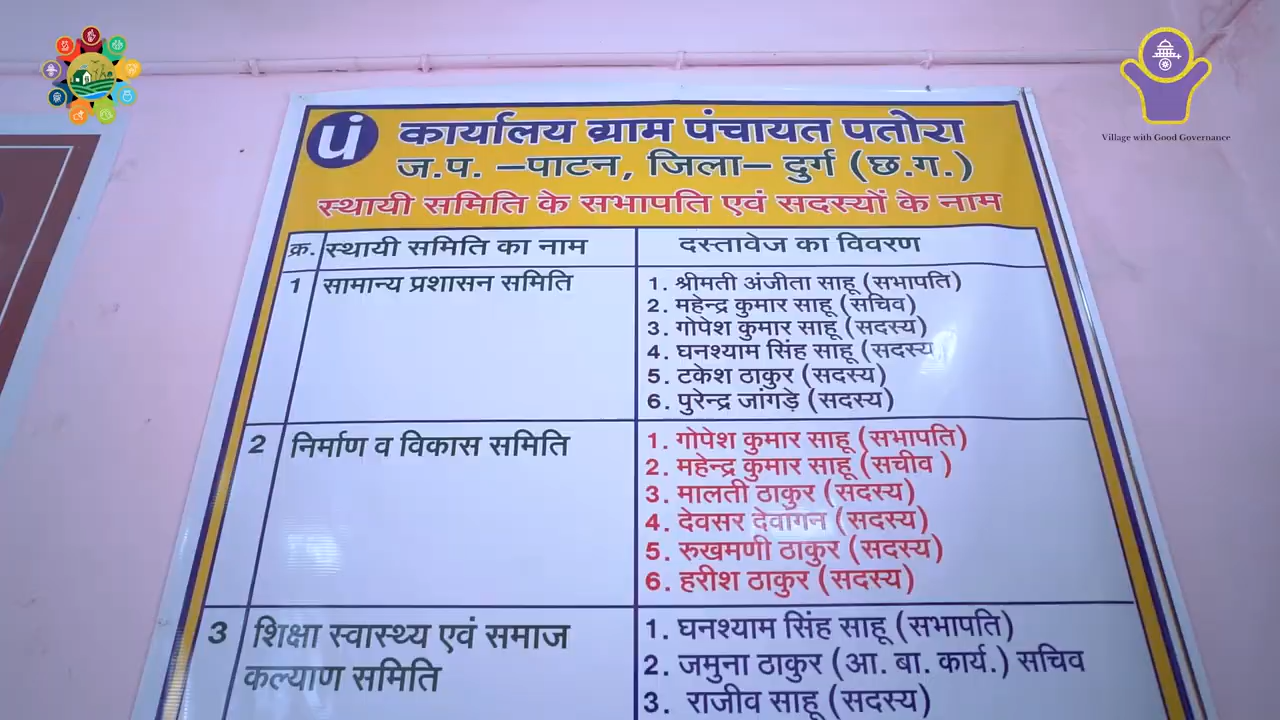 Village with Good Governance
कार्यालय ग्राम पंचायत पतोरा
ज.प. –पाटन, जिला– दुर्ग (छ.ग.)
स्थायी समिति के सभापति एवं सदस्यों के नाम
क्र. स्थायी समिति का नाम दस्तावेज का विवरण
1 सामान्य प्रशासन समिति
1. श्रीमती अंजीता साहू (सभापति)
2. महेन्द्र कुमार साहू (सचिव)
3. गोपेश कुमार साहू (सदस्य)
4. घनश्याम सिंह साहू (सदस्य
5. टकेश ठाकुर (सदस्य)
6. पुरेन्द्र जांगड़े (सदस्य)
2 निर्माण व विकास समिति
1. गोपेश कुमार साहू (सभापति)
2. महेन्द्र कुमार साहू (सचीव )
3. मालती ठाकुर (सदस्य)
4. देवसर देवागन (सदस्य)
5. रुखमणी ठाकुर (सदस्य)
6. हरीश ठाकुर (सदस्य)
3 शिक्षा स्वास्थ्य एवं समाज
कल्याण समिति
1. घनश्याम सिंह साहू (सभापति)
2. जमुना ठाकुर (आ. बा. कार्य.) सचिव
3. राजीव साहू (सदस्य)